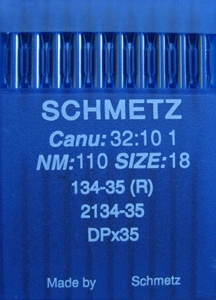 SCHMETZ
Canu: 32:10 1
NM:110 SIZE:18
134-35 (R)
2134-35
DPx35
Made by Schmetz